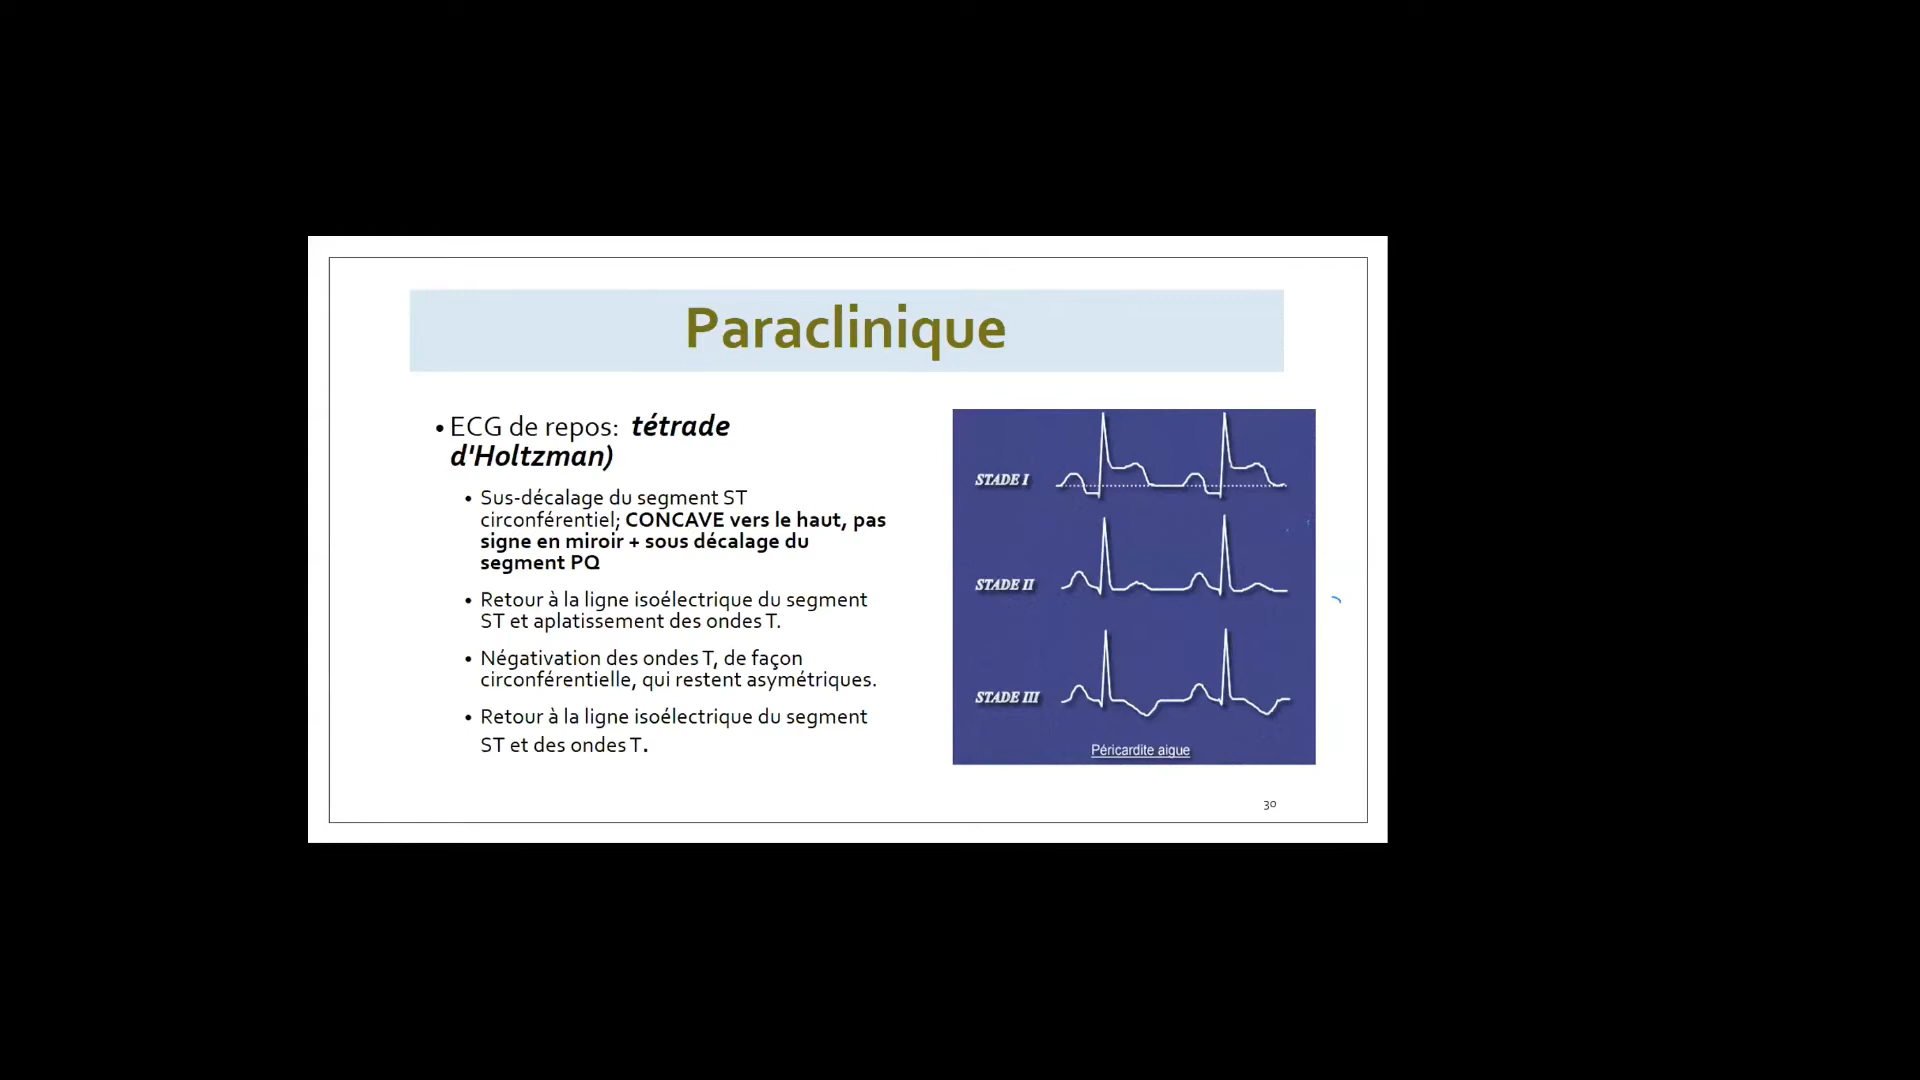 Paraclinique
• ECG de repos: tétrade
d'Holtzman)
• Sus-décalage du segment ST
circonférentiel; CONCAVE vers le haut, pas
signe en miroir + sous décalage du
segment PQ
• Retour à la ligne isoélectrique du segment
ST et aplatissement des ondes T.
• Négativation des ondes T, de façon
circonférentielle, qui restent asymétriques.
• Retour à la ligne isoélectrique du segment
ST et des ondes T.
STADE I
STADE II
STADE III
Péricardite aigue
30